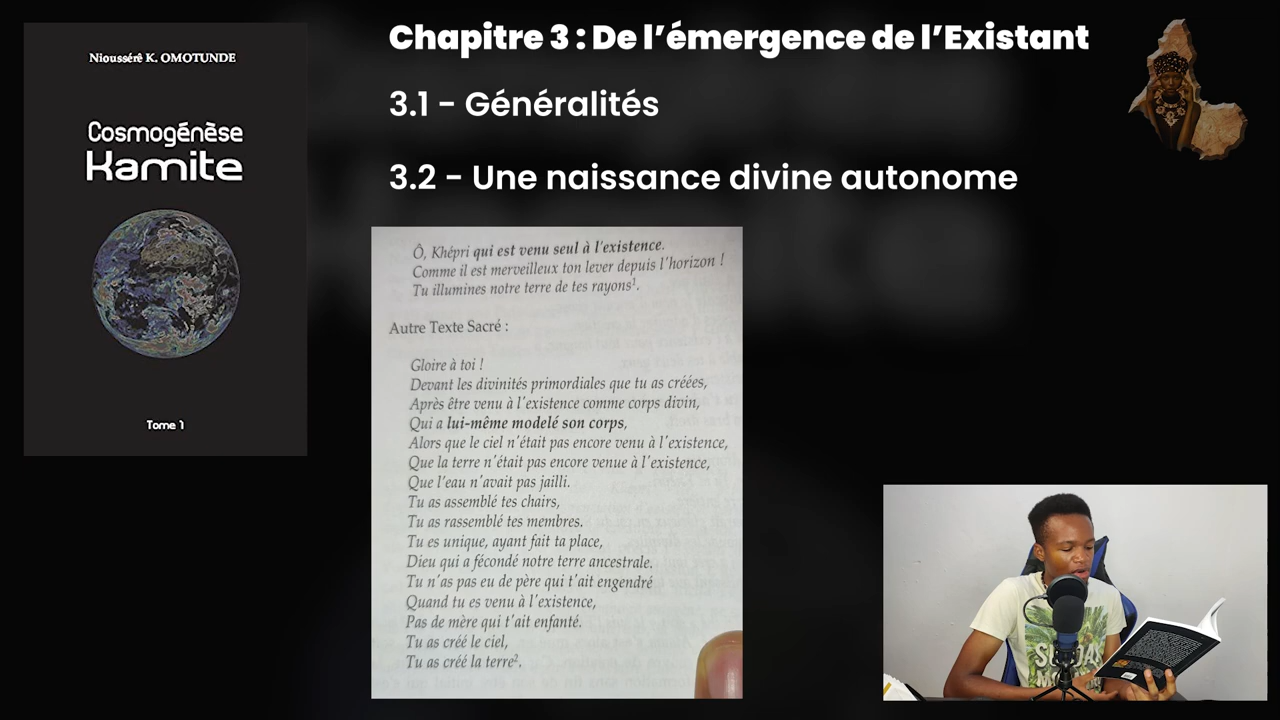 Nioussérê K. OMOTUNDE
Cosmogénèse
Kamite
Tome 1
Chapitre 3 : De l'émergence de l'Existant
3.1 - Généralités
3.2 - Une naissance divine autonome
Ô, Khépri qui est venu seul à l'existence.
Comme il est merveilleux ton lever depuis l'horizon !
Tu illumines notre terre de tes rayons¹.
Autre Texte Sacré :
Gloire à toi !
Devant les divinités primordiales que tu as créées,
Après être venu à l'existence comme corps divin,
Qui a lui-même modelé son corps,
Alors que le ciel n'était pas encore venu à l'existence,
Que la terre n'était pas encore venue à l'existence,
Que l'eau n'avait pas jailli.
Tu as assemblé tes chairs,
Tu as rassemblé tes membres.
Tu es unique, ayant fait ta place,
Dieu qui a fécondé notre terre ancestrale.
Tu n'as pas eu de père qui t'ait engendré
Quand tu es venu à l'existence,
Pas de mère qui t'ait enfanté.
Tu as créé le ciel,
Tu as créé la terre².